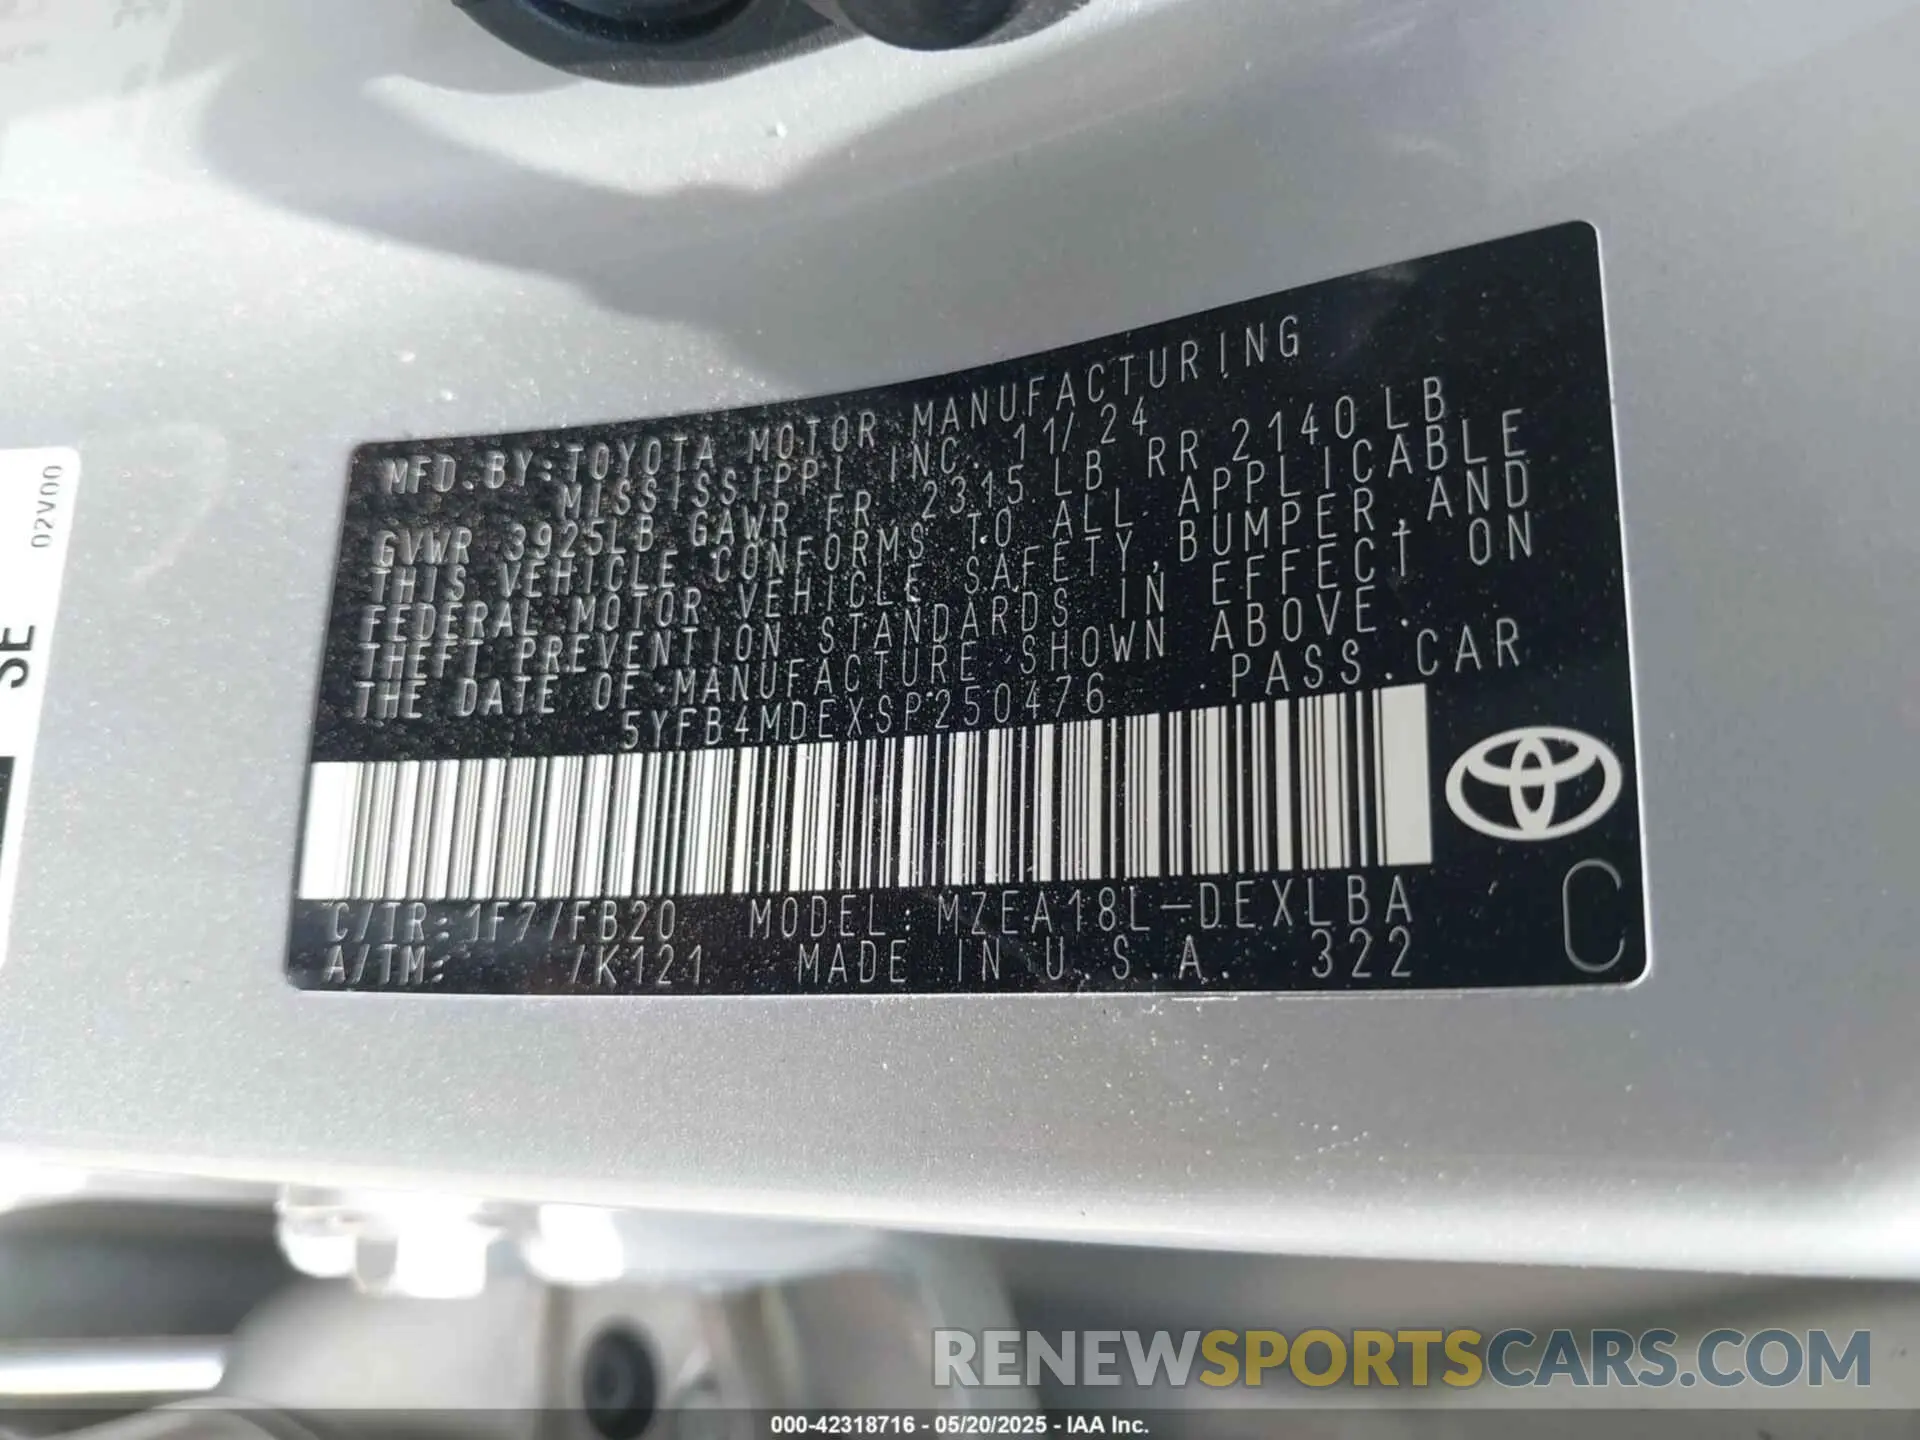 02V00
SE
MFD.BY:TOYOTA MOTOR MANUFACTURING
MISSISSIPPI INC. 11/24
GVWR 3925LB GAWR FR 2315 LB RR 2140 LB
THIS VEHICLE CONFORMS TO ALL APPLICABLE
FEDERAL MOTOR VEHICLE SAFETY,BUMPER,AND
THEFT PREVENTION STANDARDS IN EFFECT ON
THE DATE OF MANUFACTURE SHOWN ABOVE.
5YFB4MDEXSP250476 PASS.CAR
C/TR:1F7/FB20 MODEL:MZEA18L-DEXLBA
A/TM: /K121 MADE IN U.S.A. 322
C
RENEWSPORTSCARS.COM
000-42318716 - 05/20/2025 - IAA Inc.